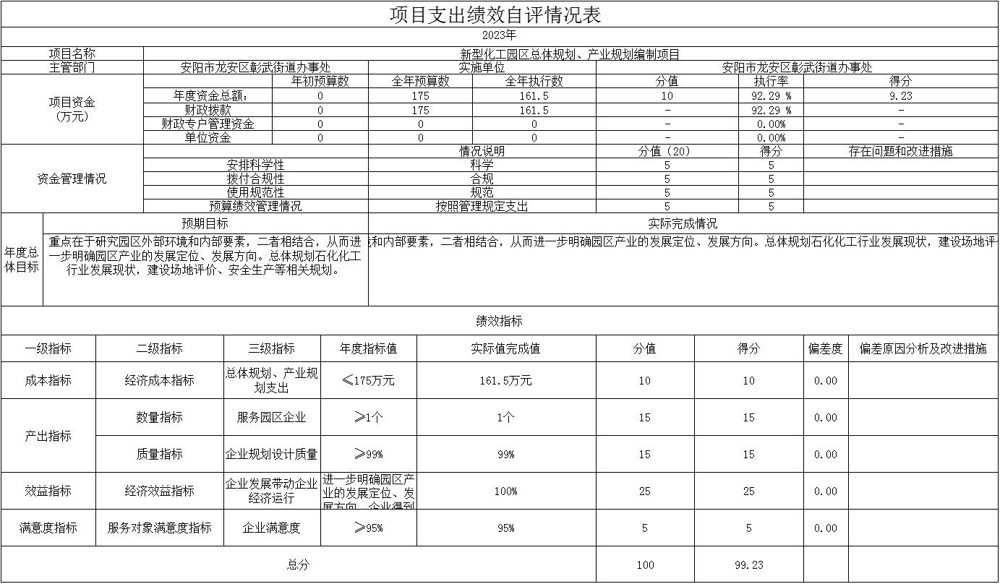 项目支出绩效自评情况表
2023年
项目名称 新型化工园区总体规划、产业规划编制项目
主管部门 安阳市龙安区彰武街道办事处 实施单位 安阳市龙安区彰武街道办事处
项目资金
(万元)
年初预算数 全年预算数 全年执行数 分值 执行率 得分
年度资金总额: 0 175 161.5 10 92.29 % 9.23
财政拨款 0 175 161.5 - 92.29 % -
财政专户管理资金 0 0 0 - 0.00% -
单位资金 0 0 0 - 0.00% -
资金管理情况
情况说明 分值（20） 得分 存在问题和改进措施
安排科学性 科学 5 5
拨付合规性 合规 5 5
使用规范性 规范 5 5
预算绩效管理情况 按照管理规定支出 5 5
年度总
体目标
预期目标 实际完成情况
重点在于研究园区外部环境和内部要素，二者相结合，从而进
一步明确园区产业的发展定位、发展方向。总体规划石化化工
行业发展现状，建设场地评价、安全生产等相关规划。
和内部要素，二者相结合，从而进一步明确园区产业的发展定位、发展方向。总体规划石化化工行业发展现状，建设场地评
绩效指标
一级指标 二级指标 三级指标 年度指标值 实际值完成值 分值 得分 偏差度 偏差原因分析及改进措施
成本指标 经济成本指标 总体规划、产业规
划支出 ≤175万元 161.5万元 10 10 0.00
产出指标 数量指标 服务园区企业 ≥1个 1个 15 15 0.00
质量指标 企业规划设计质量 ≥99% 99% 15 15 0.00
效益指标 经济效益指标 企业发展带动企业
经济运行 进一步明确园区产
业的发展定位、发
展方向，企业得到 100% 25 25 0.00
满意度指标 服务对象满意度指标 企业满意度 ≥95% 95% 5 5 0.00
总分 100 99.23